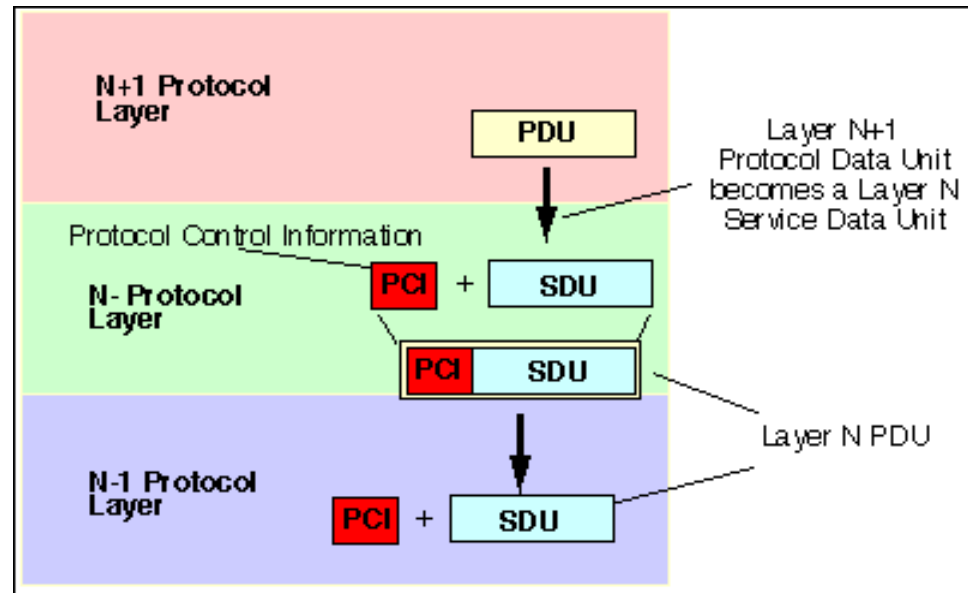 N+1 Protocol
Layer
PDU
Layer N+1
Protocol Data Unit
becomes a Layer N
Service Data Unit
Protocol Control Information
N- Protocol
Layer
PCI + SDU
PCI SDU
Layer N PDU
N-1 Protocol
Layer
PCI + SDU